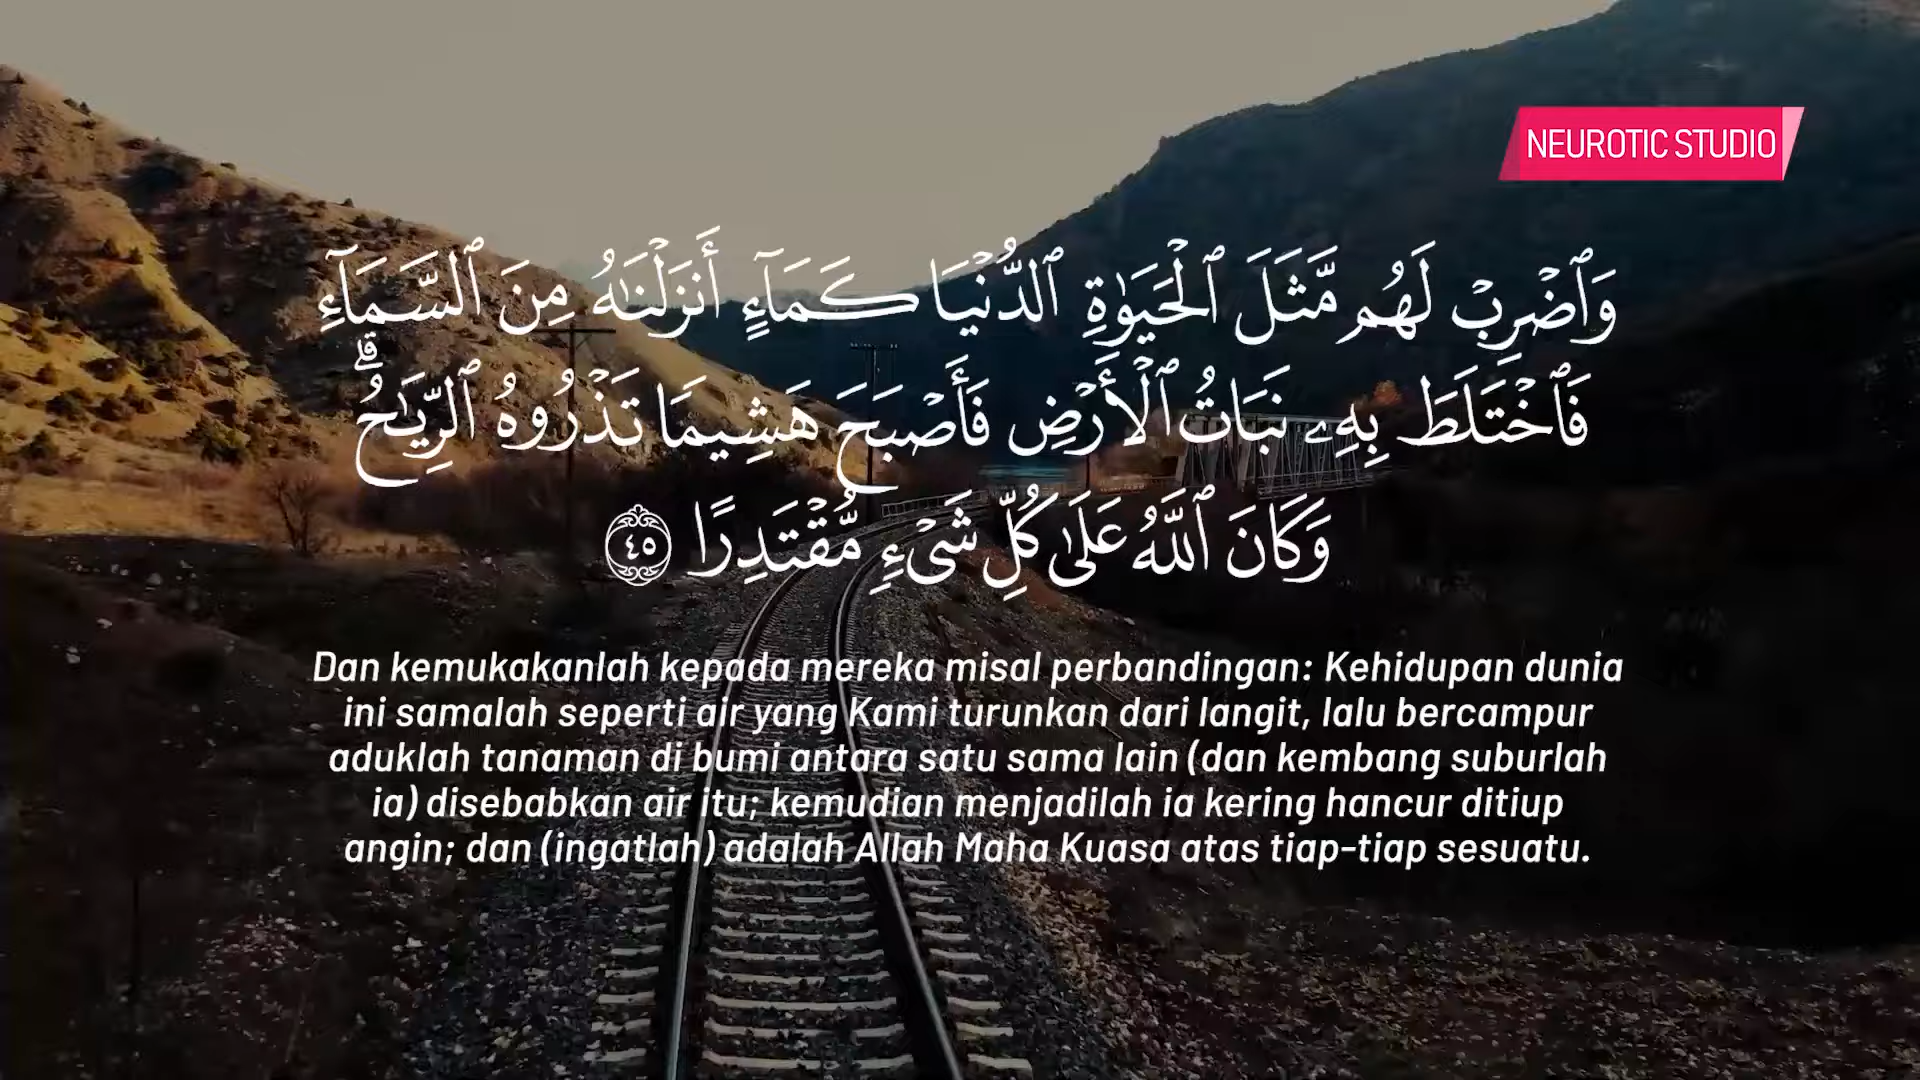 NEUROTIC STUDIO
وَٱضْرِبْ لَهُم مَّثَلَ ٱلْحَيَوٰةِ ٱلدُّنْيَا كَمَآءٍ أَنزَلْنَٰهُ مِنَ ٱلسَّمَآءِ
فَٱخْتَلَطَ بِهِۦ نَبَاتُ ٱلْأَرْضِ فَأَصْبَحَ هَشِيمًا تَذْرُوهُ ٱلرِّيَٰحُ ۗ
وَكَانَ ٱللَّهُ عَلَىٰ كُلِّ شَىْءٍ مُّقْتَدِرًا ٤٥
Dan kemukakanlah kepada mereka misal perbandingan: Kehidupan dunia
ini samalah seperti air yang Kami turunkan dari langit, lalu bercampur
aduklah tanaman di bumi antara satu sama lain (dan kembang suburlah
ia) disebabkan air itu; kemudian menjadilah ia kering hancur ditiup
angin; dan (ingatlah) adalah Allah Maha Kuasa atas tiap-tiap sesuatu.